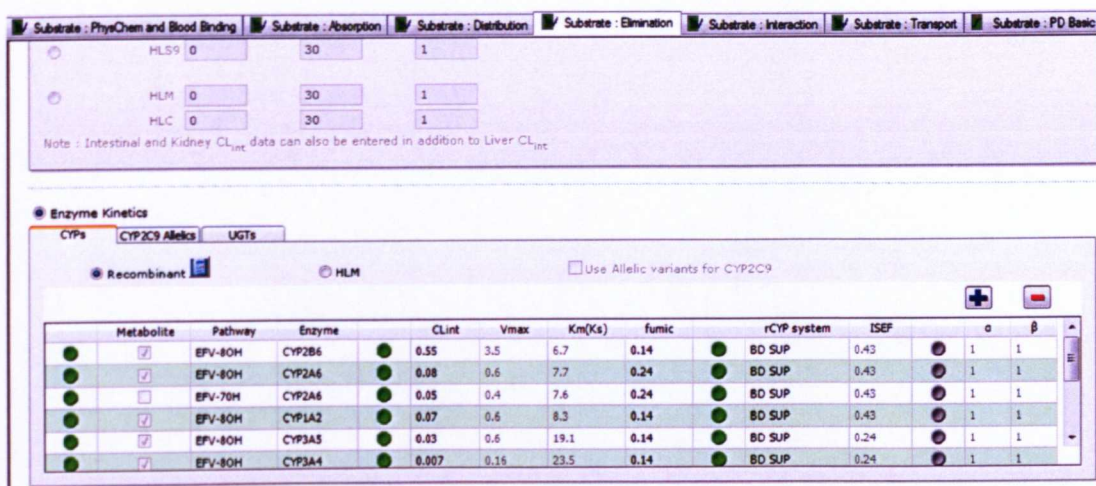 Substrate : PhysChem and Blood Binding Substrate : Absorption Substrate : Distribution Substrate : Elimination Substrate : Interaction Substrate : Transport Substrate : PD Basic
HLS9 0 30 1
HLM 0 30 1
HLC 0 30 1
Note : Intestinal and Kidney CLint data can also be entered in addition to Liver CLint
Enzyme Kinetics
CYPs CYP2C9 Allelics UGTs
Recombinant HLM Use Allelic variants for CYP2C9
Metabolite Pathway Enzyme CLint Vmax Km(Ks) fumic rCYP system ISEF α β
EFV-8OH CYP2B6 0.55 3.5 6.7 0.14 BD SUP 0.43 1 1
EFV-8OH CYP2A6 0.08 0.6 7.7 0.24 BD SUP 0.43 1 1
EFV-7OH CYP2A6 0.05 0.4 7.6 0.24 BD SUP 0.43 1 1
EFV-8OH CYP1A2 0.07 0.6 8.3 0.14 BD SUP 0.43 1 1
EFV-8OH CYP3A5 0.03 0.6 19.1 0.14 BD SUP 0.24 1 1
EFV-8OH CYP3A4 0.007 0.16 23.5 0.14 BD SUP 0.24 1 1